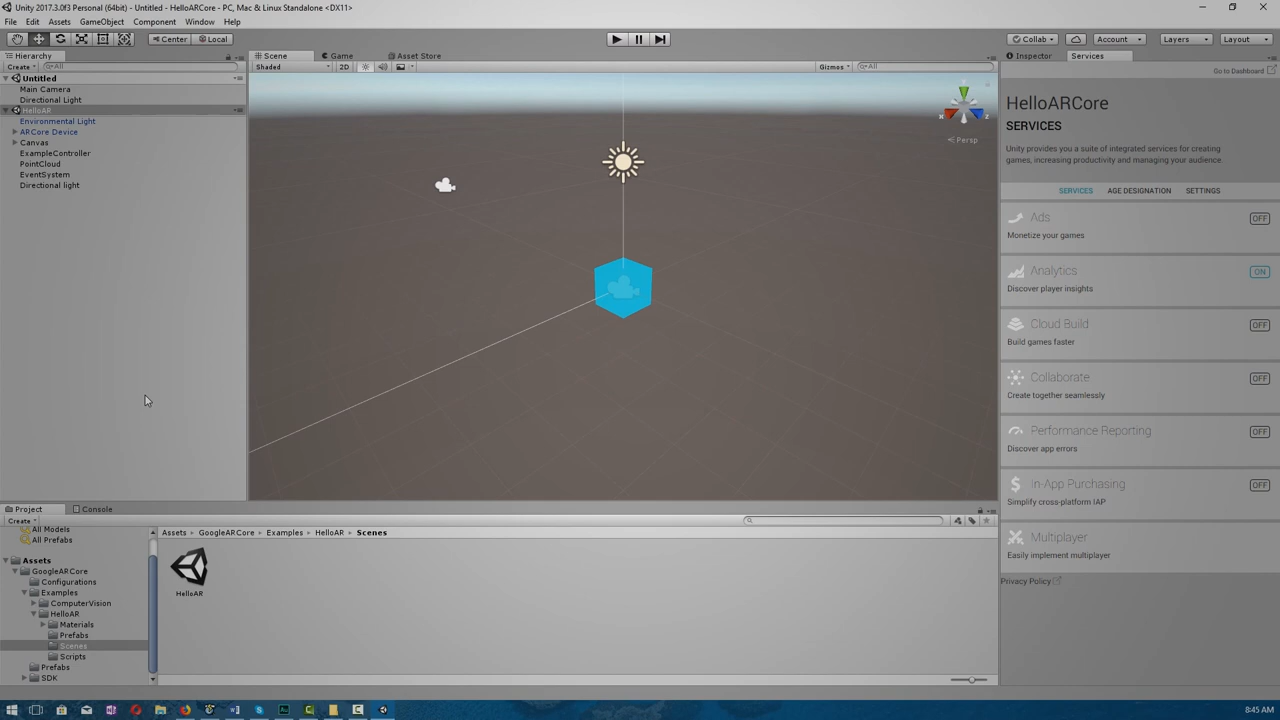 Unity 2017.3.0f3 Personal (64bit) - Untitled - HelloARCore - PC, Mac & Linux Standalone <DX11>
File Edit Assets GameObject Component Window Help
Center Local Collab Account Layers Layout
Hierarchy Scene Game Asset Store Inspector Services
Create All Shaded 2D Gizmos All Go to Dashboard
Untitled
Main Camera
Directional Light
HelloAR
Environmental Light
ARCore Device
Canvas
ExampleController
PointCloud
EventSystem
Directional light
x z
Persp
HelloARCore
SERVICES
Unity provides you a suite of integrated services for creating
games, increasing productivity and managing your audience.
SERVICES AGE DESIGNATION SETTINGS
Ads OFF
Monetize your games
Analytics ON
Discover player insights
Cloud Build OFF
Build games faster
Collaborate OFF
Create together seamlessly
Performance Reporting OFF
Discover app errors
In-App Purchasing OFF
Simplify cross-platform IAP
Multiplayer
Easily implement multiplayer
Privacy Policy
Project Console
Create
All Models
All Prefabs
Assets
GoogleARCore
Configurations
Examples
ComputerVision
HelloAR
Materials
Prefabs
Scenes
Scripts
Prefabs
SDK
Assets GoogleARCore Examples HelloAR Scenes
HelloAR
8:45 AM